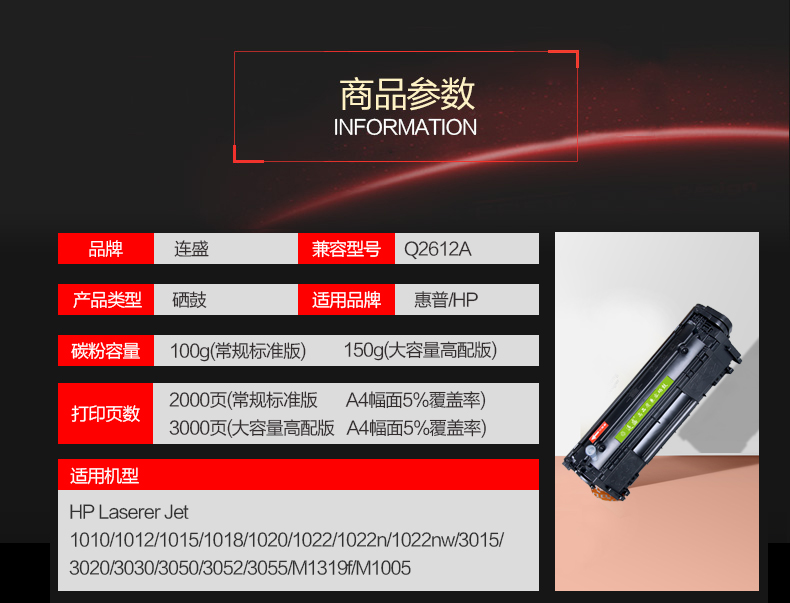 商品参数
INFORMATION
品牌 连盛 兼容型号 Q2612A
产品类型 硒鼓 适用品牌 惠普/HP
碳粉容量 100g(常规标准版) 150g(大容量高配版)
打印页数 2000页(常规标准版 A4幅面5%覆盖率)
3000页(大容量高配版 A4幅面5%覆盖率)
适用机型
HP Laserer Jet
1010/1012/1015/1018/1020/1022/1022n/1022nw/3015/
3020/3030/3050/3052/3055/M1319f/M1005